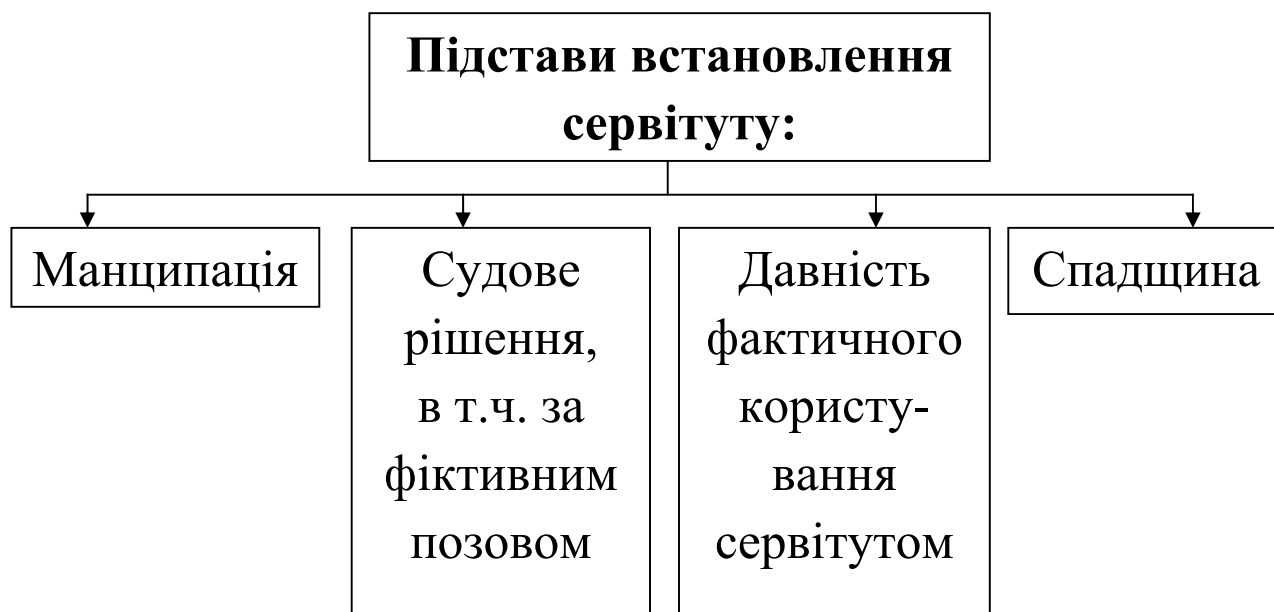 Підстави встановлення
сервітуту:
Манципація
Судове
рішення,
в т.ч. за
фіктивним
позовом
Давність
фактичного
користу-
вання
сервітутом
Спадщина